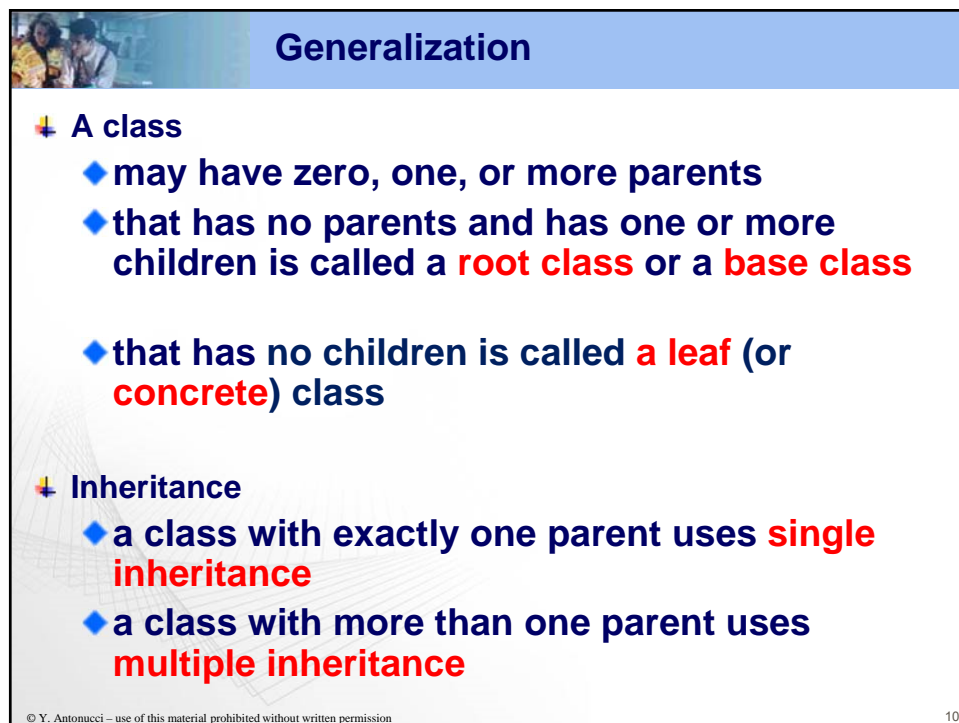 Generalization
A class
may have zero, one, or more parents
that has no parents and has one or more
children is called a root class or a base class
that has no children is called a leaf (or
concrete) class
Inheritance
a class with exactly one parent uses single
inheritance
a class with more than one parent uses
multiple inheritance
© Y. Antonucci – use of this material prohibited without written permission
10